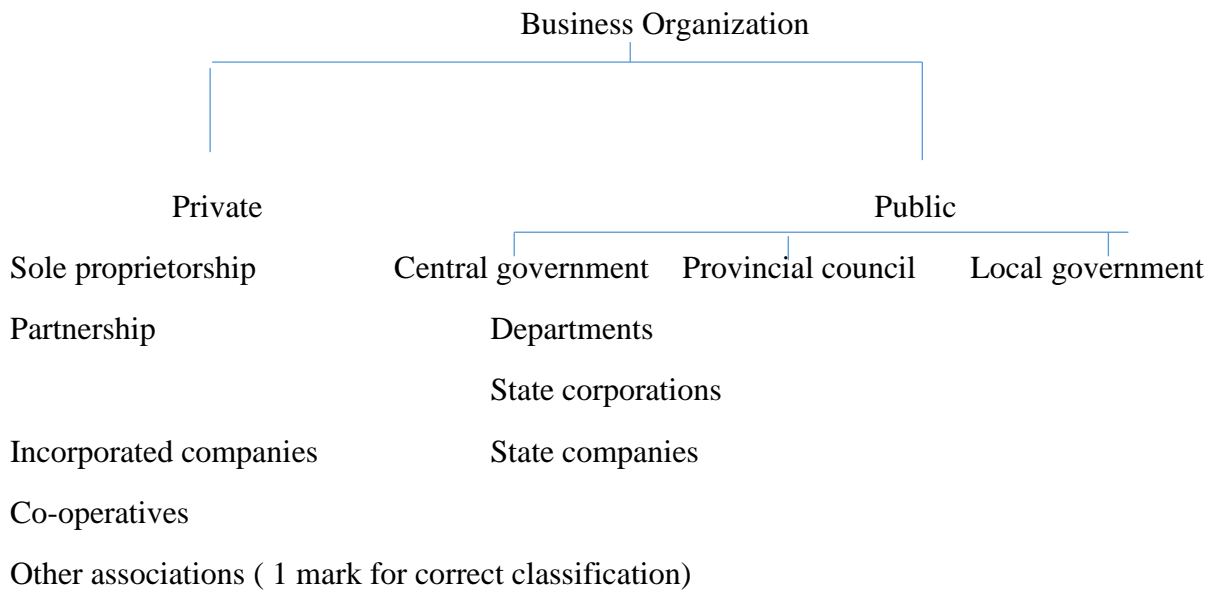 Business Organization
Private Public
Sole proprietorship Central government Provincial council Local government
Partnership Departments
State corporations
Incorporated companies State companies
Co-operatives
Other associations ( 1 mark for correct classification)